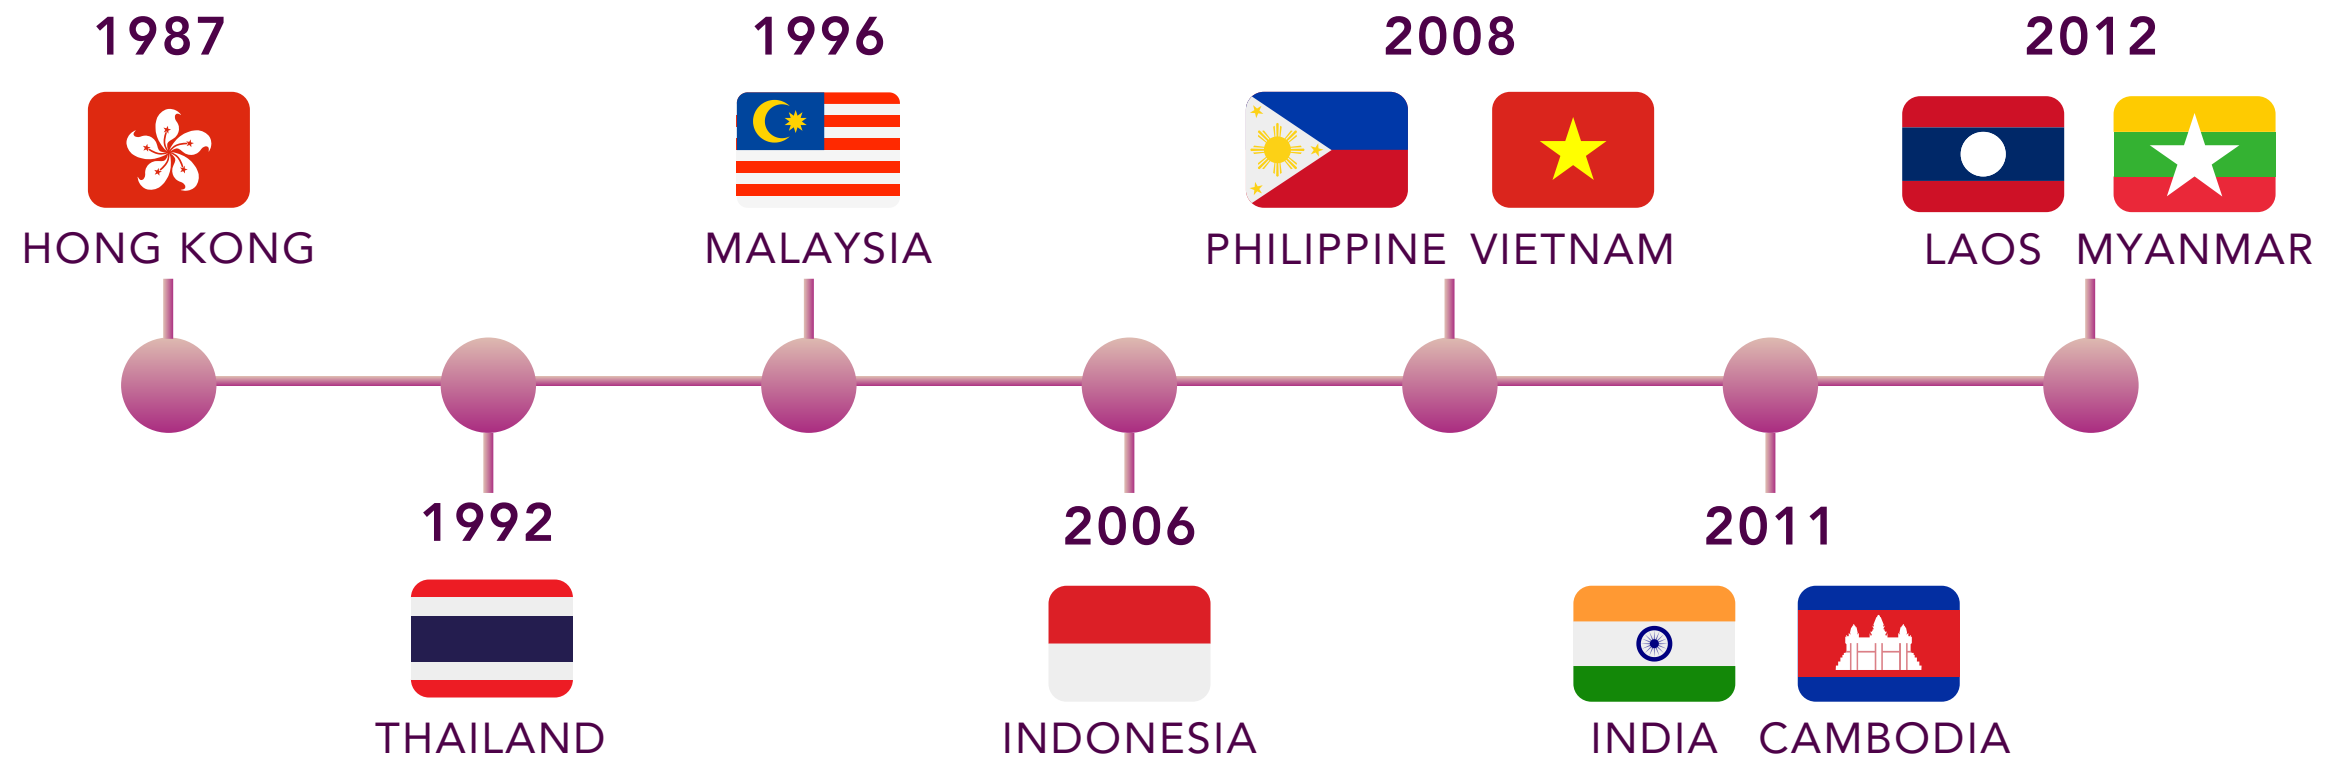 1987
HONG KONG
1992
THAILAND
1996
MALAYSIA
2006
INDONESIA
2008
PHILIPPINE VIETNAM
2011
INDIA CAMBODIA
2012
LAOS MYANMAR